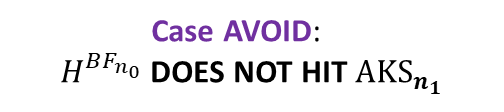 Case AVOID:
H^{BF_{n_0}} DOES NOT HIT AKS_{n_1}